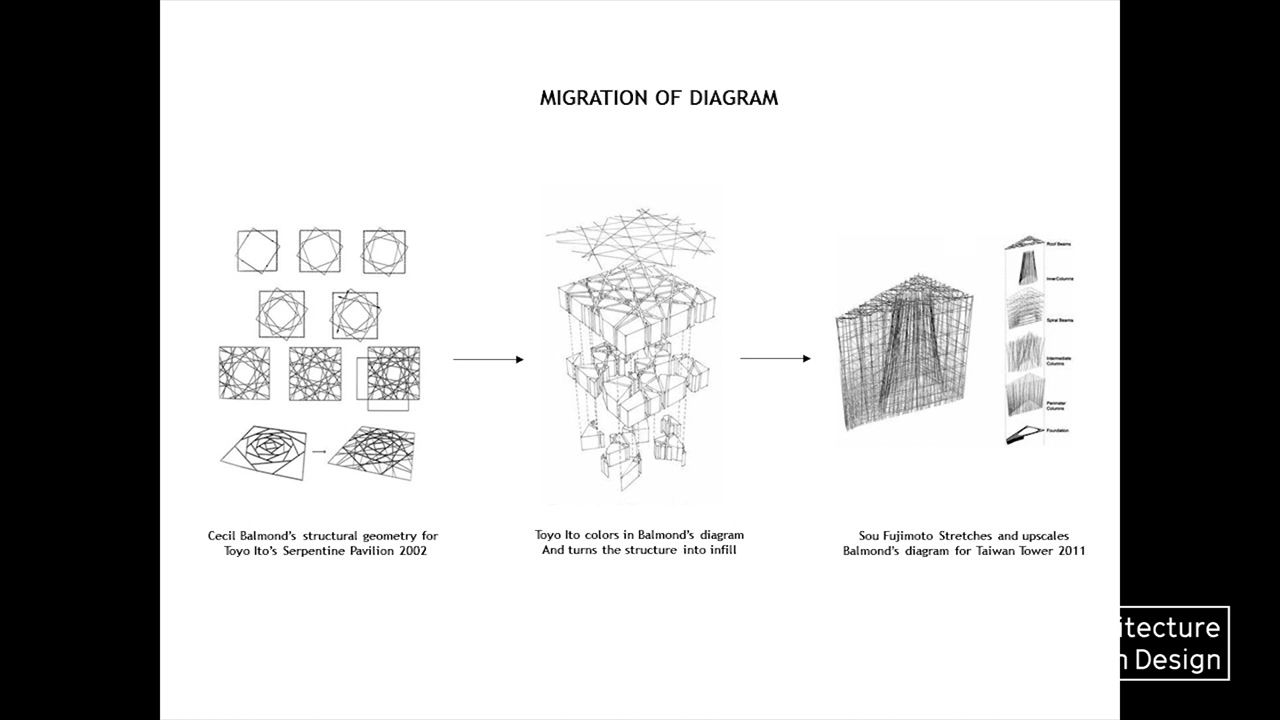 MIGRATION OF DIAGRAM
Roof Beams
Inner Columns
Spiral Beams
Intermediate
Columns
Perimeter
Columns
Foundation
Cecil Balmond's structural geometry for
Toyo Ito's Serpentine Pavilion 2002
Toyo Ito colors in Balmond's diagram
And turns the structure into infill
Sou Fujimoto Stretches and upscales
Balmond's diagram for Taiwan Tower 2011
itecture
n Design